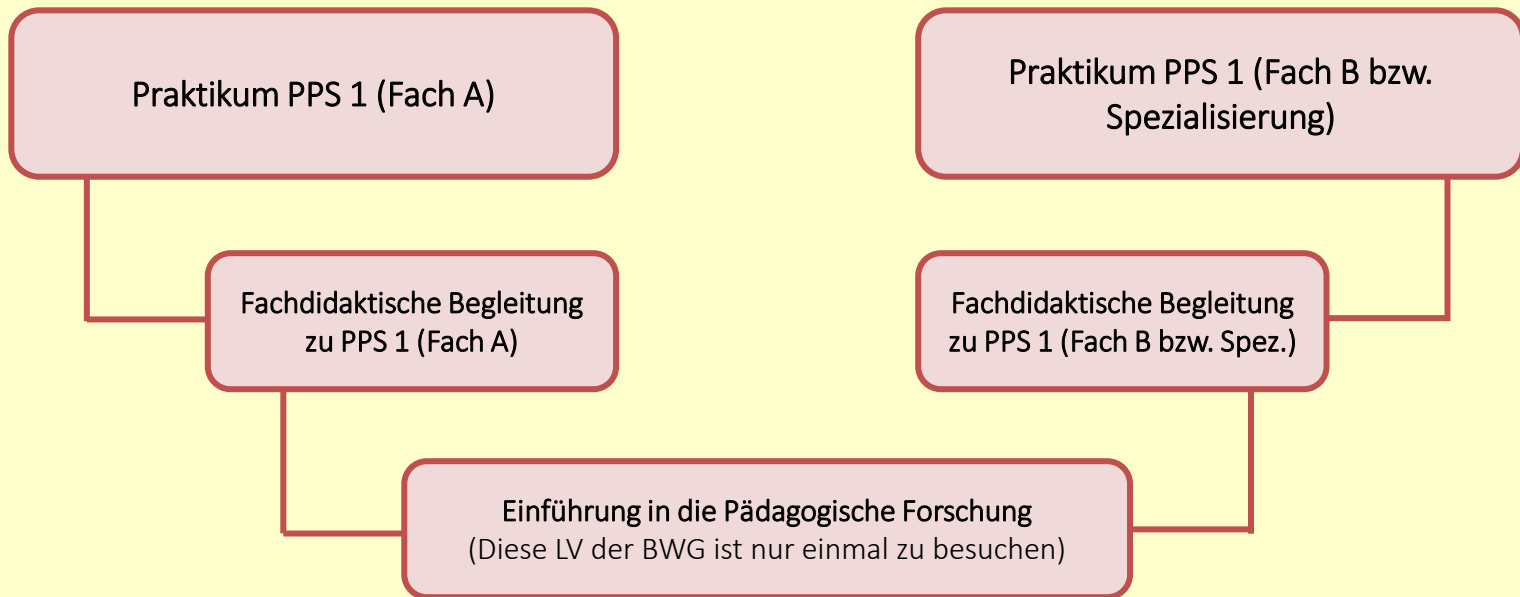 Praktikum PPS 1 (Fach A)
Praktikum PPS 1 (Fach B bzw.
Spezialisierung)
Fachdidaktische Begleitung
zu PPS 1 (Fach A)
Fachdidaktische Begleitung
zu PPS 1 (Fach B bzw. Spez.)
Einführung in die Pädagogische Forschung
(Diese LV der BWG ist nur einmal zu besuchen)